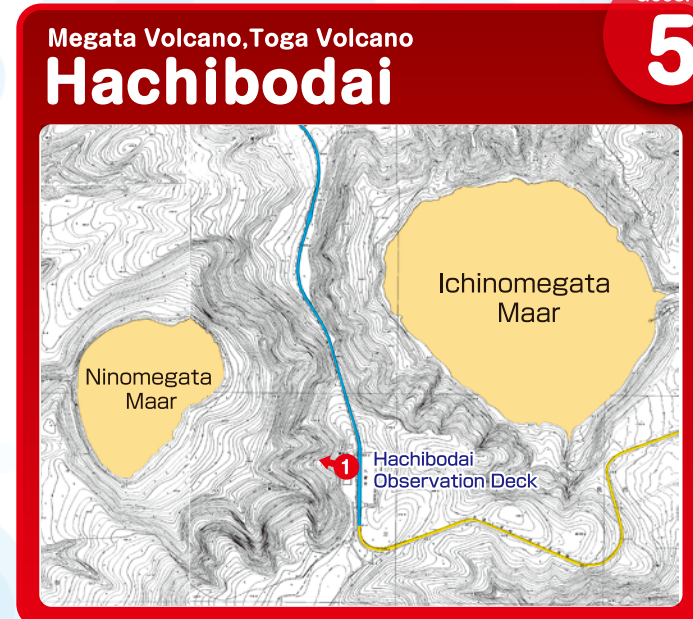 Megata Volcano,Toga Volcano
Hachibodai
5
Ichinomegata
Maar
Ninomegata
Maar
1
Hachibodai
Observation Deck